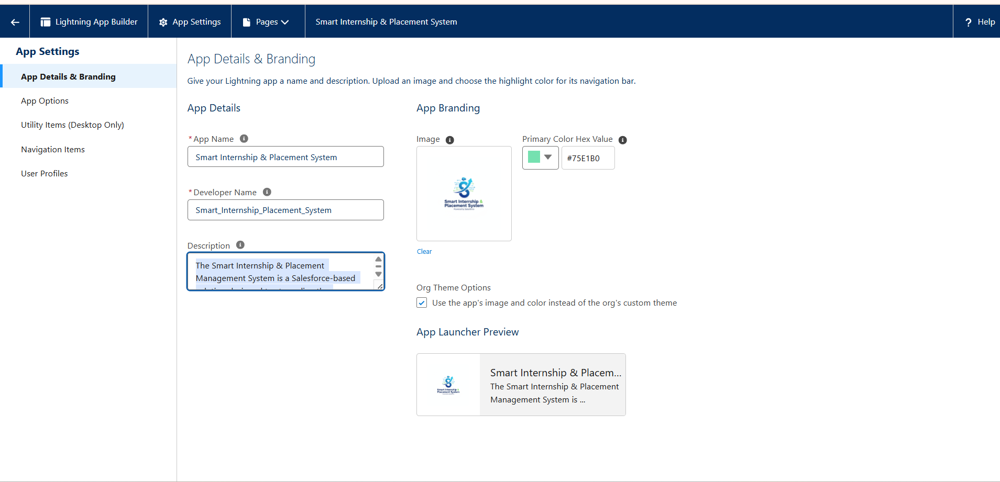 Lightning App Builder
App Settings
Pages
Smart Internship & Placement System
? Help
App Settings
App Details & Branding
App Options
Utility Items (Desktop Only)
Navigation Items
User Profiles
App Details & Branding
Give your Lightning app a name and description. Upload an image and choose the highlight color for its navigation bar.
App Details
* App Name
Smart Internship & Placement System
* Developer Name
Smart_Internship_Placement_System
Description
The Smart Internship & Placement
Management System is a Salesforce-based
App Branding
Image
Smart Interrship &
Placement System
Clear
Primary Color Hex Value
#75E1B0
Org Theme Options
Use the app's image and color instead of the org's custom theme
App Launcher Preview
Smart Interrship &
Placement System
Smart Internship & Placem...
The Smart Internship & Placement
Management System is ...